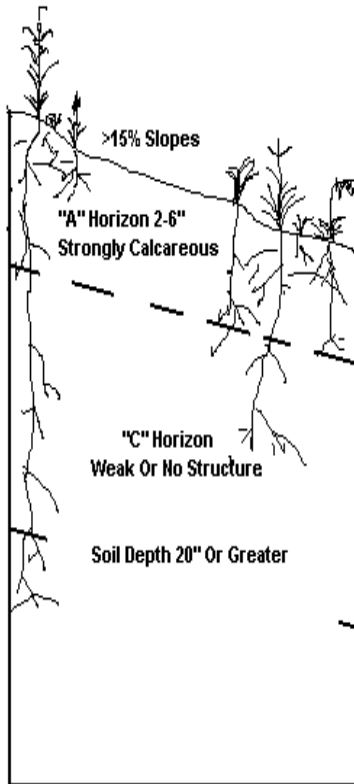 >15% Slopes
"A" Horizon 2-6"
Strongly Calcareous
"C" Horizon
Weak Or No Structure
Soil Depth 20" Or Greater